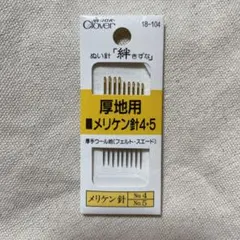 Clover
18-104
ぬい針「絆きずな」
厚地用
■メリケン針4・5
厚手ウール地(フェルト・スエード)
メリケン針
No.4
No.5